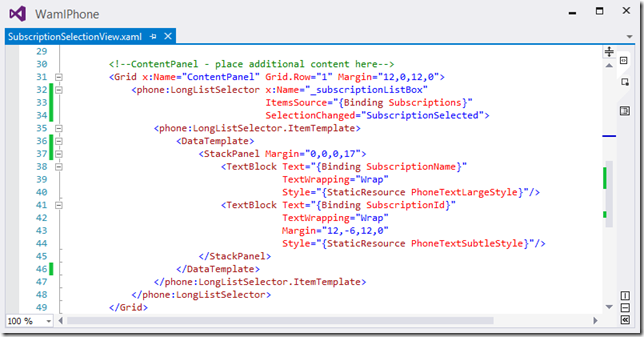 WamlPhone
SubscriptionSelectionView.xaml
29
30 <!--ContentPanel - place additional content here-->
31 <Grid x:Name="ContentPanel" Grid.Row="1" Margin="12,0,12,0">
32 <phone:LongListSelector x:Name="_subscriptionListBox"
33 ItemsSource="{Binding Subscriptions}"
34 SelectionChanged="SubscriptionSelected">
35 <phone:LongListSelector.ItemTemplate>
36 <DataTemplate>
37 <StackPanel Margin="0,0,0,17">
38 <TextBlock Text="{Binding SubscriptionName}"
39 TextWrapping="Wrap"
40 Style="{StaticResource PhoneTextLargeStyle}"/>
41 <TextBlock Text="{Binding SubscriptionId}"
42 TextWrapping="Wrap"
43 Margin="12,-6,12,0"
44 Style="{StaticResource PhoneTextSubtleStyle}"/>
45 </StackPanel>
46 </DataTemplate>
47 </phone:LongListSelector.ItemTemplate>
48 </phone:LongListSelector>
49 </Grid>
100 %